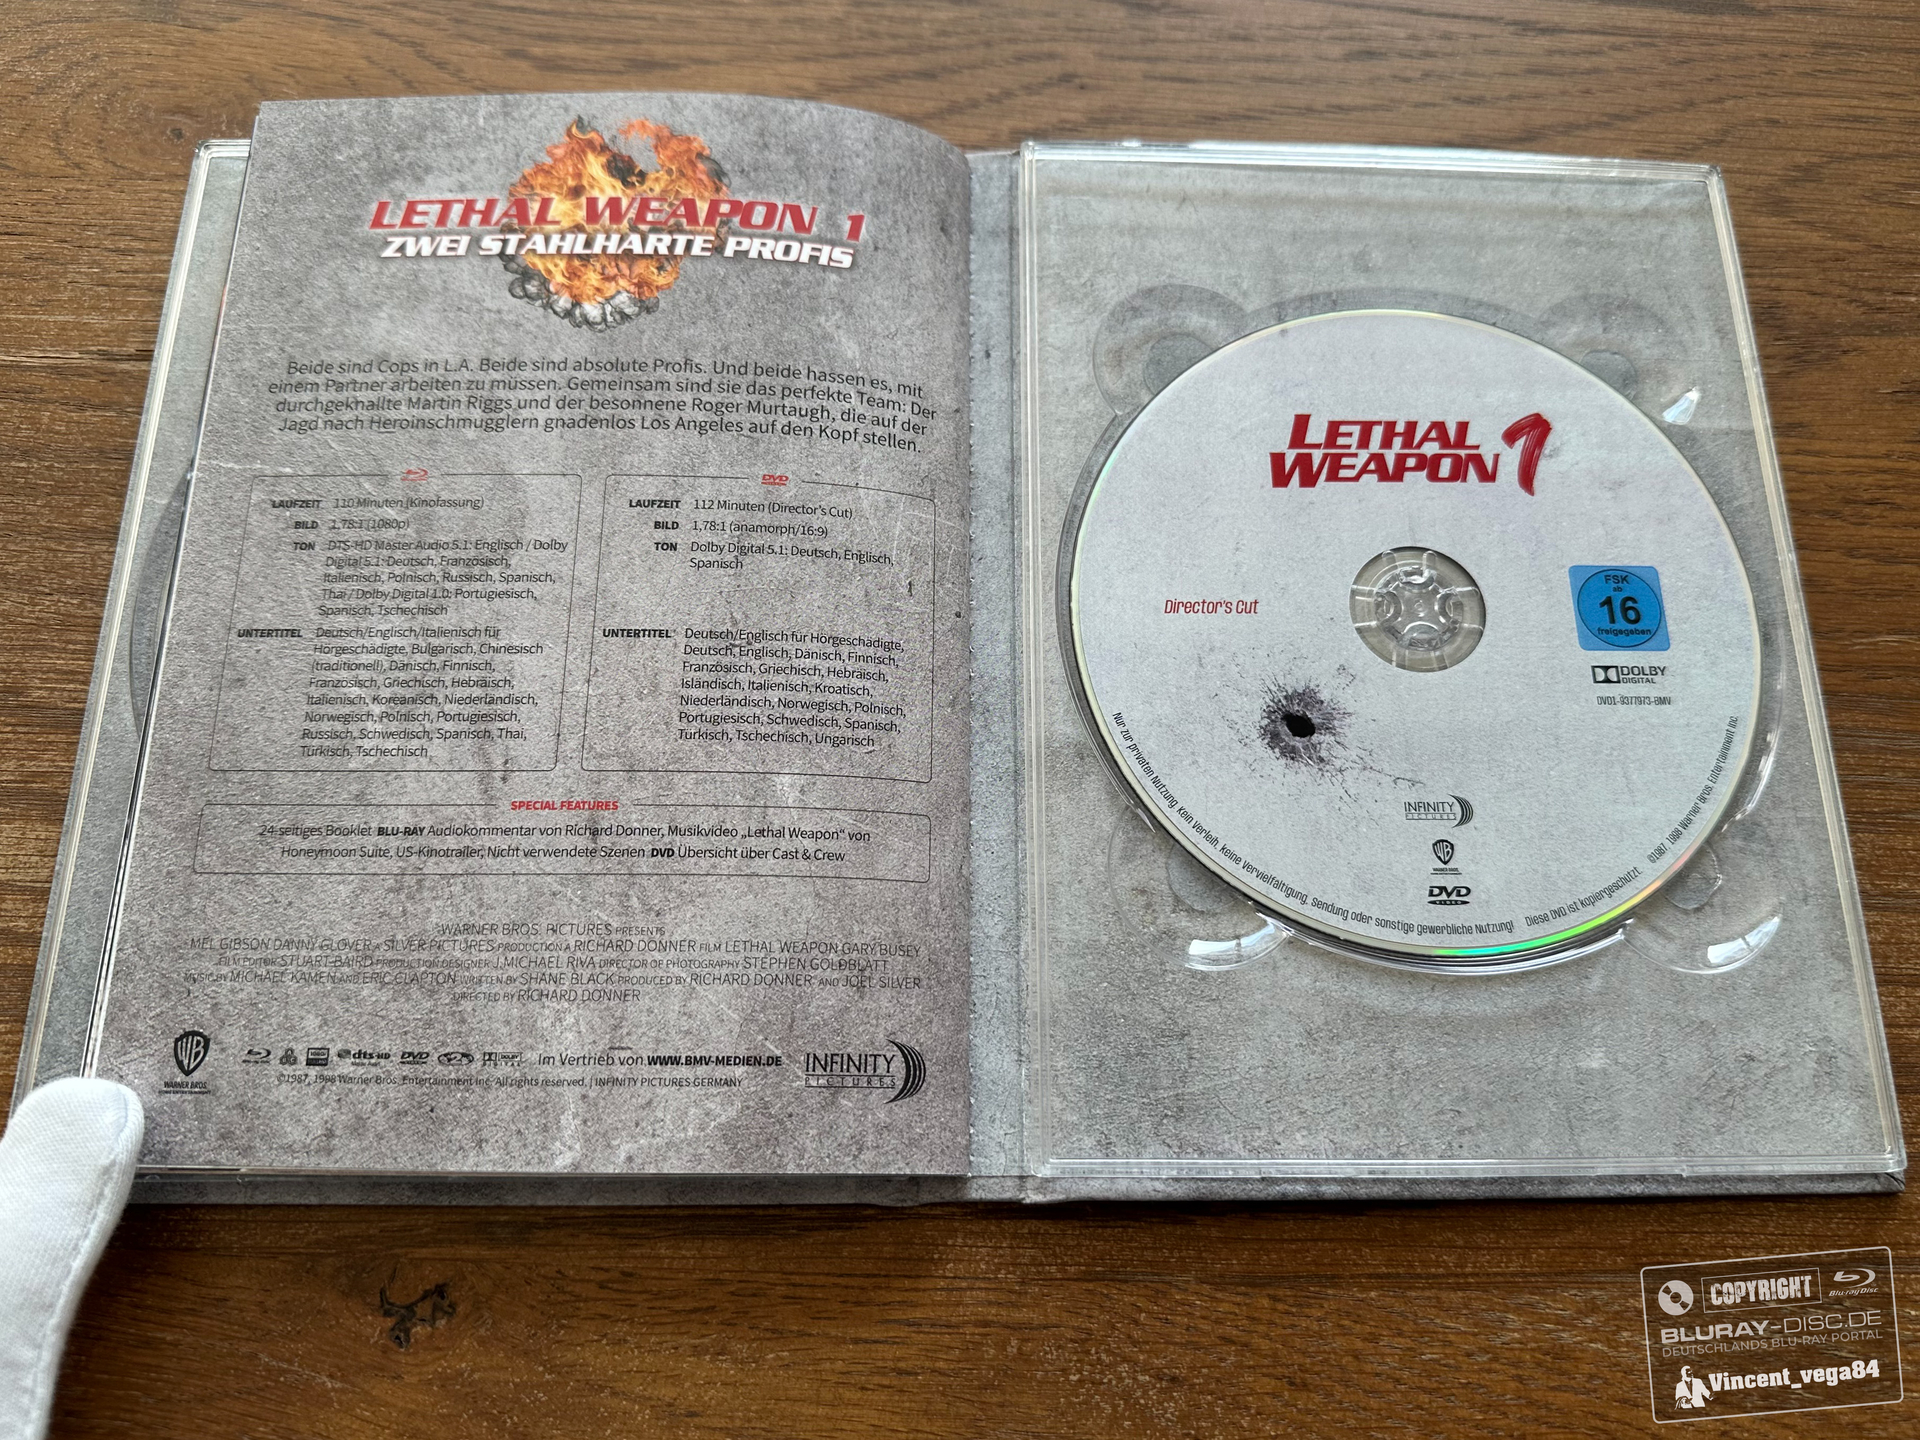 LETHAL WEAPON 1
ZWEI STAHLHARTE PROFIS
Beide sind Cops in L.A. Beide sind absolute Profis. Und beide hassen es, mit
einem Partner arbeiten zu müssen. Gemeinsam sind sie das perfekte Team: Der
durchgeknallte Martin Riggs und der besonnene Roger Murtaugh, die auf der
Jagd nach Heroinschmugglern gnadenlos Los Angeles auf den Kopf stellen.
LAUFZEIT 110 Minuten (Kinofassung)
BILD 1,78:1 (1080p)
TON DTS-HD Master Audio 5.1: Englisch / Dolby
Digital 5.1: Deutsch, Französisch,
Italienisch, Polnisch, Russisch, Spanisch,
Thai / Dolby Digital 1.0: Portugiesisch,
Spanisch, Tschechisch
UNTERTITEL Deutsch/Englisch/Italienisch für
Hörgeschädigte, Bulgarisch, Chinesisch
(traditionell), Dänisch, Finnisch,
Französisch, Griechisch, Hebräisch,
Italienisch, Koreanisch, Niederländisch,
Norwegisch, Polnisch, Portugiesisch,
Russisch, Schwedisch, Spanisch, Thai,
Türkisch, Tschechisch
DVD
LAUFZEIT 112 Minuten (Director's Cut)
BILD 1,78:1 (anamorph/16:9)
TON Dolby Digital 5.1: Deutsch, Englisch,
Spanisch
UNTERTITEL Deutsch/Englisch für Hörgeschädigte,
Deutsch, Englisch, Dänisch, Finnisch,
Französisch, Griechisch, Hebräisch,
Isländisch, Italienisch, Kroatisch,
Niederländisch, Norwegisch, Polnisch,
Portugiesisch, Schwedisch, Spanisch,
Türkisch, Tschechisch, Ungarisch
SPECIAL FEATURES
24-seitiges Booklet BLU-RAY Audiokommentar von Richard Donner, Musikvideo „Lethal Weapon“ von
Honeymoon Suite, US-Kinotrailer, Nicht verwendete Szenen DVD Übersicht über Cast & Crew
WARNER BROS. PICTURES PRESENTS
MEL GIBSON DANNY GLOVER A SILVER PICTURES PRODUCTION A RICHARD DONNER FILM LETHAL WEAPON GARY BUSEY
FILM EDITOR STUART BAIRD PRODUCTION DESIGNER J. MICHAEL RIVA DIRECTOR OF PHOTOGRAPHY STEPHEN GOLDBLATT
MUSIC BY MICHAEL KAMEN AND ERIC CLAPTON WRITTEN BY SHANE BLACK PRODUCED BY RICHARD DONNER AND JOEL SILVER
DIRECTED BY RICHARD DONNER
WB
WARNER BROS.
dts-HD DVD DOLBY DIGITAL Im Vertrieb von WWW.BMV-MEDIEN.DE
©1987, 1998 Warner Bros. Entertainment Inc. All rights reserved. | INFINITY PICTURES GERMANY
INFINITY
PICTURES
LETHAL
WEAPON 1
Director's Cut
FSK
ab
16
freigegeben
DOLBY
DIGITAL
DVD1-9377973-BMV
INFINITY
PICTURES
WB
WARNER BROS.
DVD
VIDEO
Nur zur privaten Nutzung. Kein Verleih, keine Vervielfältigung, Sendung oder sonstige gewerbliche Nutzung! Diese DVD ist kopiergeschützt. ©1987, 1998 Warner Bros. Entertainment Inc.
COPYRIGHT
Blu-ray Disc
BLURAY-DISC.DE
DEUTSCHLANDS BLU-RAY PORTAL
Vincent_vega84